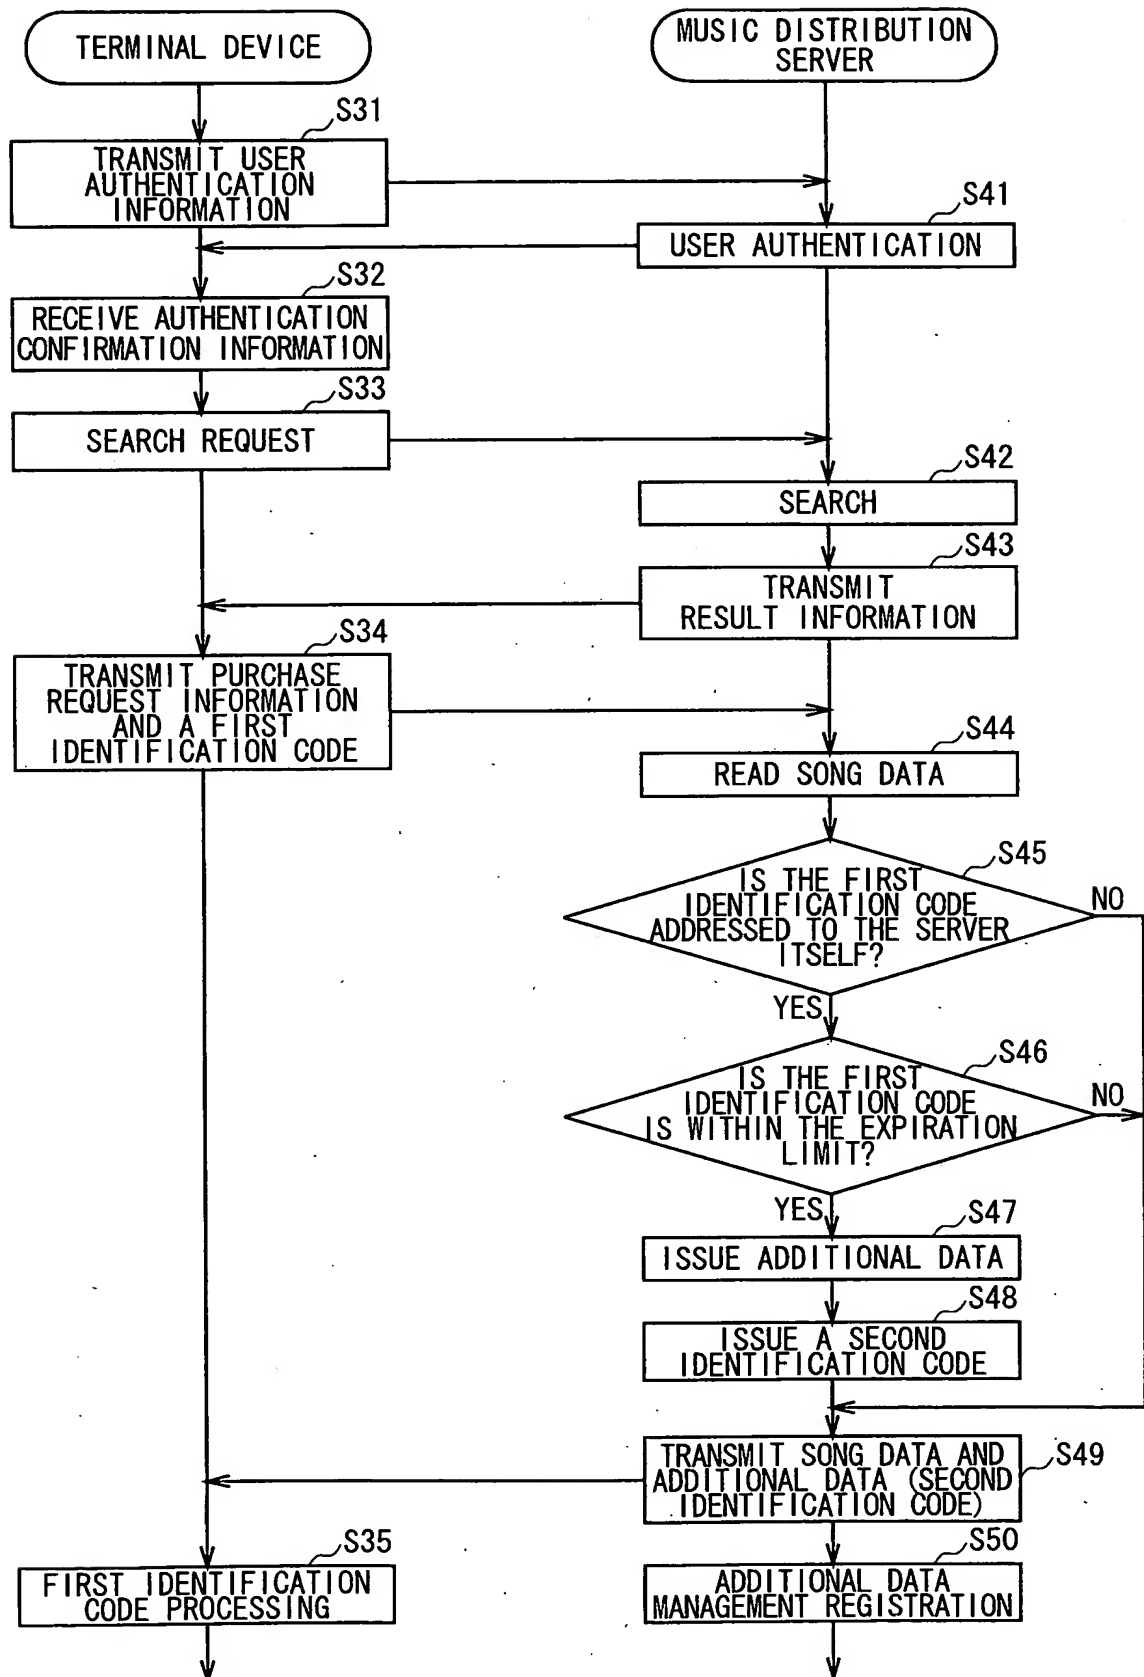 TERMINAL DEVICE
MUSIC DISTRIBUTION
SERVER
S31
TRANSMIT USER
AUTHENTICATION
INFORMATION
S41
USER AUTHENTICATION
S32
RECEIVE AUTHENTICATION
CONFIRMATION INFORMATION
S33
SEARCH REQUEST
S42
SEARCH
S43
TRANSMIT
RESULT INFORMATION
S34
TRANSMIT PURCHASE
REQUEST INFORMATION
AND A FIRST
IDENTIFICATION CODE
S44
READ SONG DATA
S45
IS THE FIRST
IDENTIFICATION CODE
ADDRESSED TO THE SERVER
ITSELF?
NO
YES
S46
IS THE FIRST
IDENTIFICATION CODE
IS WITHIN THE EXPIRATION
LIMIT?
NO
YES
S47
ISSUE ADDITIONAL DATA
S48
ISSUE A SECOND
IDENTIFICATION CODE
TRANSMIT SONG DATA AND
ADDITIONAL DATA (SECOND
IDENTIFICATION CODE)
S49
S35
FIRST IDENTIFICATION
CODE PROCESSING
S50
ADDITIONAL DATA
MANAGEMENT REGISTRATION